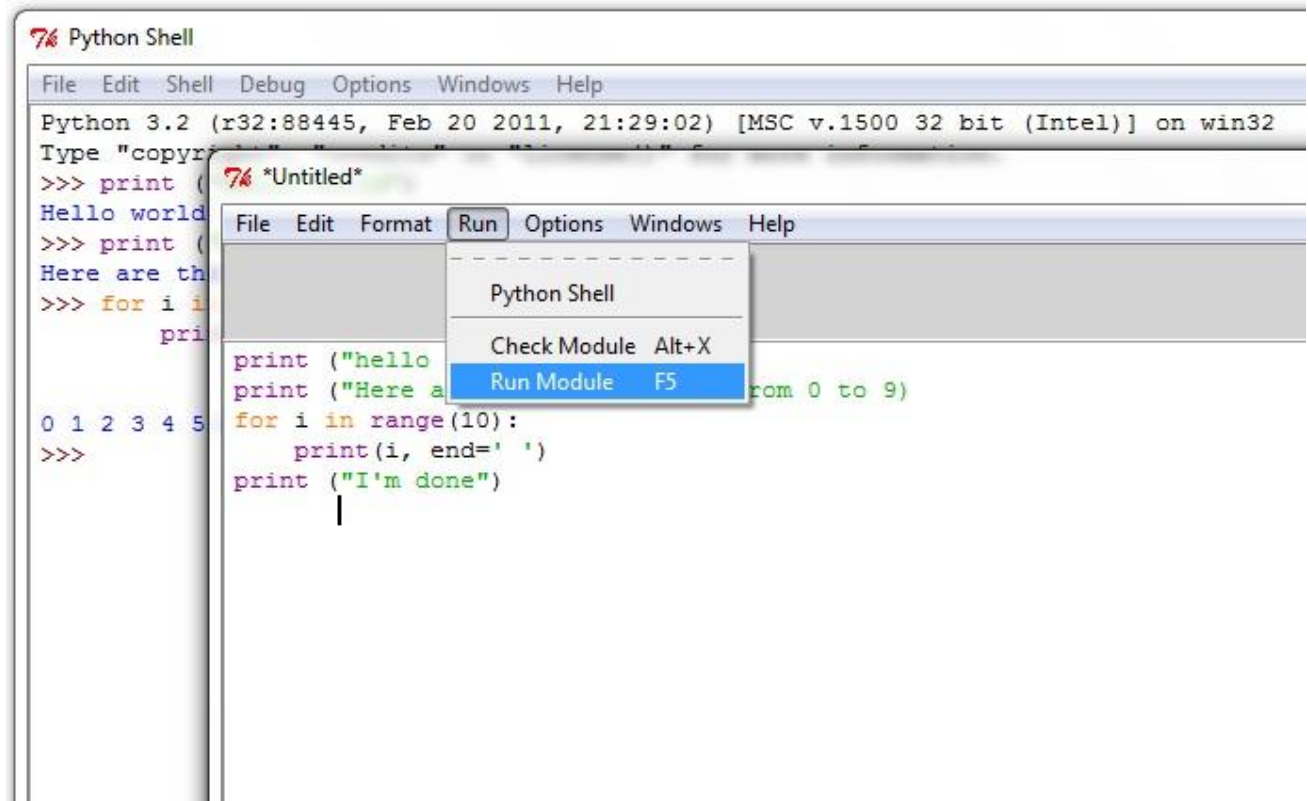 Python Shell
File Edit Shell Debug Options Windows Help
Python 3.2 (r32:88445, Feb 20 2011, 21:29:02) [MSC v.1500 32 bit (Intel)] on win32
Type "copyr
>>> print (
Hello world
>>> print (
Here are th
>>> for i i
pri
0 1 2 3 4 5
>>>
*Untitled*
File Edit Format Run Options Windows Help
Python Shell
Check Module Alt+X
Run Module F5
print ("hello
print ("Here a rom 0 to 9)
for i in range(10):
print(i, end=' ')
print ("I'm done")